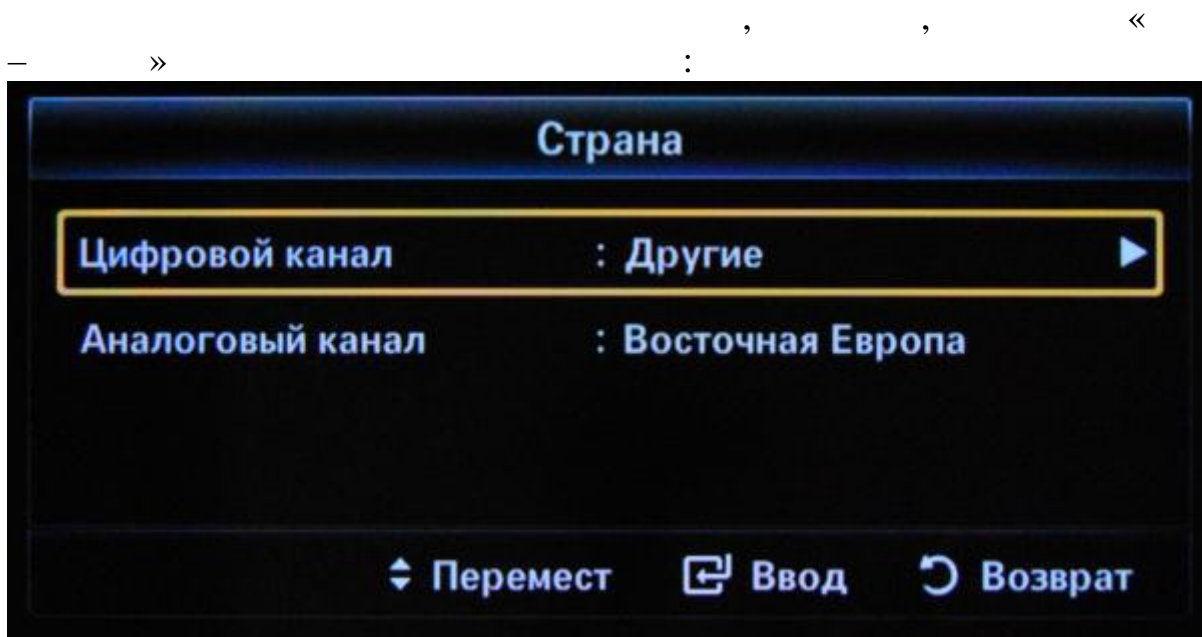 , , «
– » :
Страна
Цифровой канал : Другие
Аналоговый канал : Восточная Европа
Перемест Ввод Возврат